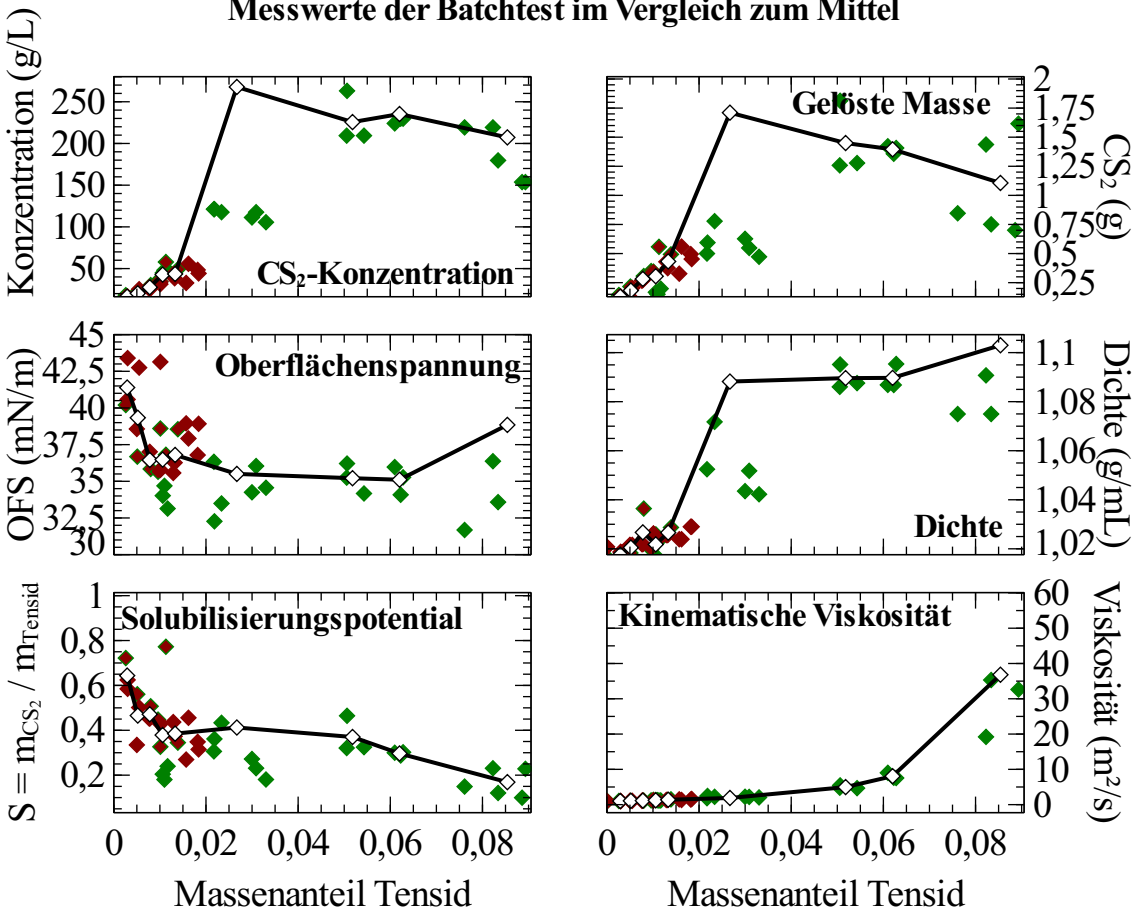 Messwerte der Batchtest im Vergleich zum Mittel
Konzentration (g/L)
250
200
150
100
50
CS₂-Konzentration
Gelöste Masse
2
1,75
1,5
1,25
1
0,75
0,5
0,25
CS₂ (g)
OFS (mN/m)
45
42,5
40
37,5
35
32,5
30
Oberflächenspannung
Dichte
1,1
1,08
1,06
1,04
1,02
Dichte (g/mL)
S = m_CS₂ / m_Tensid
1
0,8
0,6
0,4
0,2
Solubilisierungspotential
0 0,02 0,04 0,06 0,08
Massenanteil Tensid
Kinematische Viskosität
60
50
40
30
20
10
0
Viskosität (m²/s)
0 0,02 0,04 0,06 0,08
Massenanteil Tensid